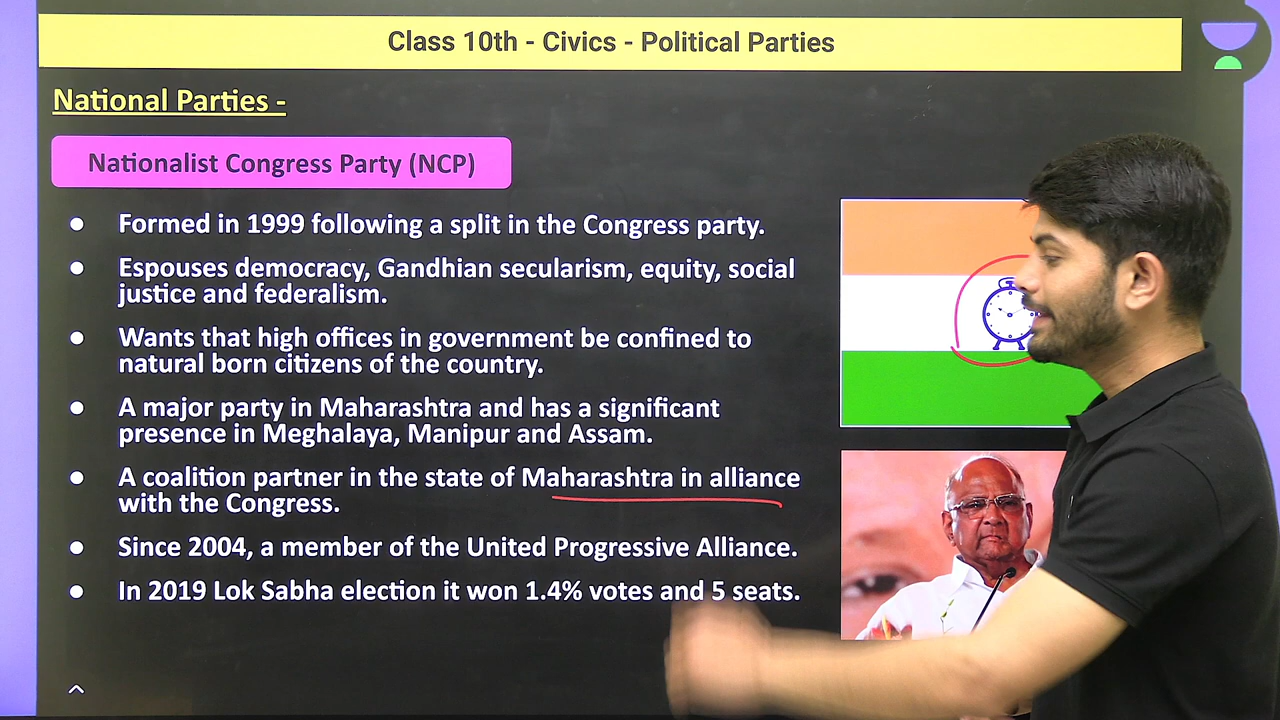 Class 10th - Civics - Political Parties
National Parties -
Nationalist Congress Party (NCP)
● Formed in 1999 following a split in the Congress party.
● Espouses democracy, Gandhian secularism, equity, social
justice and federalism.
● Wants that high offices in government be confined to
natural born citizens of the country.
● A major party in Maharashtra and has a significant
presence in Meghalaya, Manipur and Assam.
● A coalition partner in the state of Maharashtra in alliance
with the Congress.
● Since 2004, a member of the United Progressive Alliance.
● In 2019 Lok Sabha election it won 1.4% votes and 5 seats.